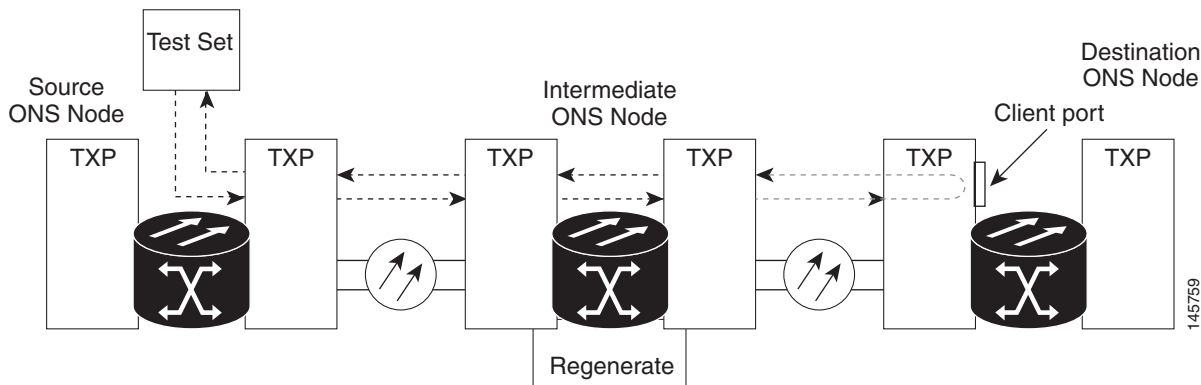 Test Set
Source
ONS Node
Intermediate
ONS Node
Destination
ONS Node
Client port
TXP
TXP
TXP
TXP
TXP
TXP
Regenerate
145759